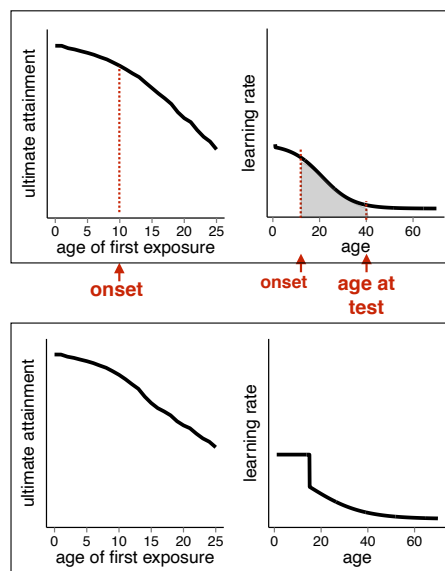 ultimate attainment
0 5 10 15 20 25
age of first exposure
onset
learning rate
0 20 40 60
age
onset
age at
test
ultimate attainment
0 5 10 15 20 25
age of first exposure
learning rate
0 20 40 60
age